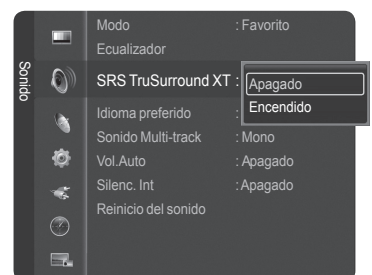 Sonido
Modo : Favorito
Ecualizador
SRS TruSurround XT :
Apagado
Encendido
Idioma preferido :
Sonido Multi-track : Mono
Vol.Auto : Apagado
Silenc. Int : Apagado
Reinicio del sonido